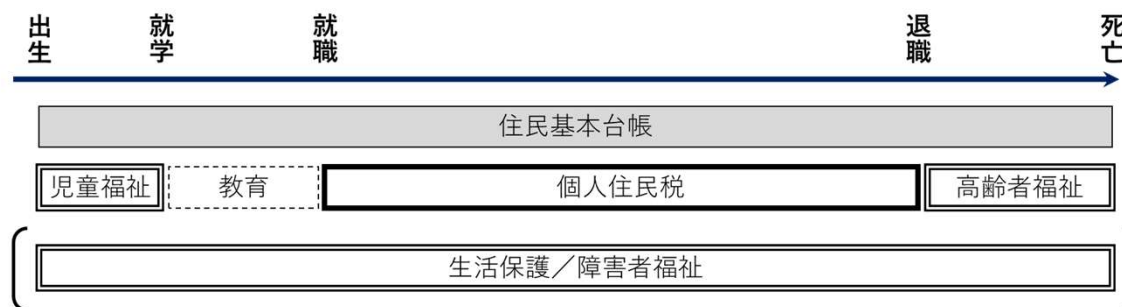 出生
就学
就職
退職
死亡
住民基本台帳
児童福祉
教育
個人住民税
高齢者福祉
生活保護／障害者福祉